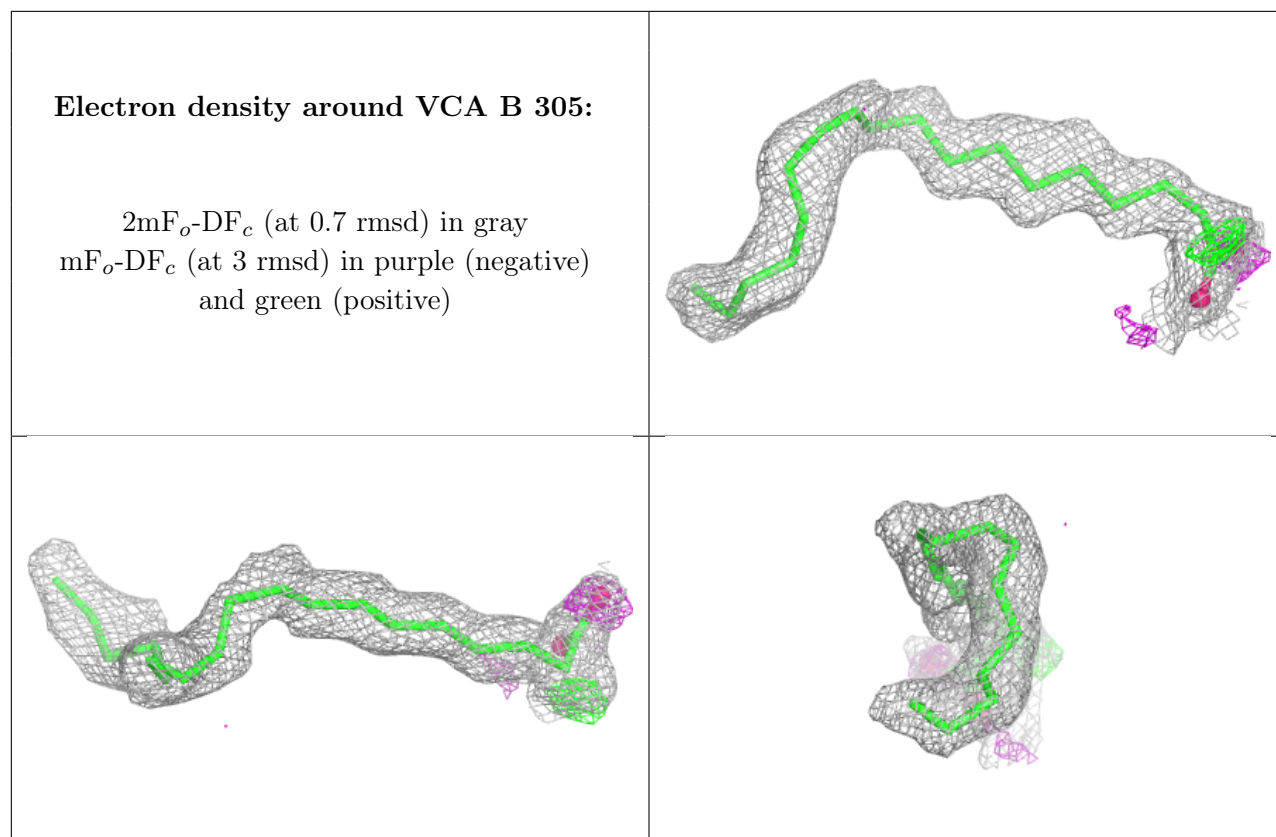 Electron density around VCA B 305:
2mFo-DFc (at 0.7 rmsd) in gray
mFo-DFc (at 3 rmsd) in purple (negative)
and green (positive)